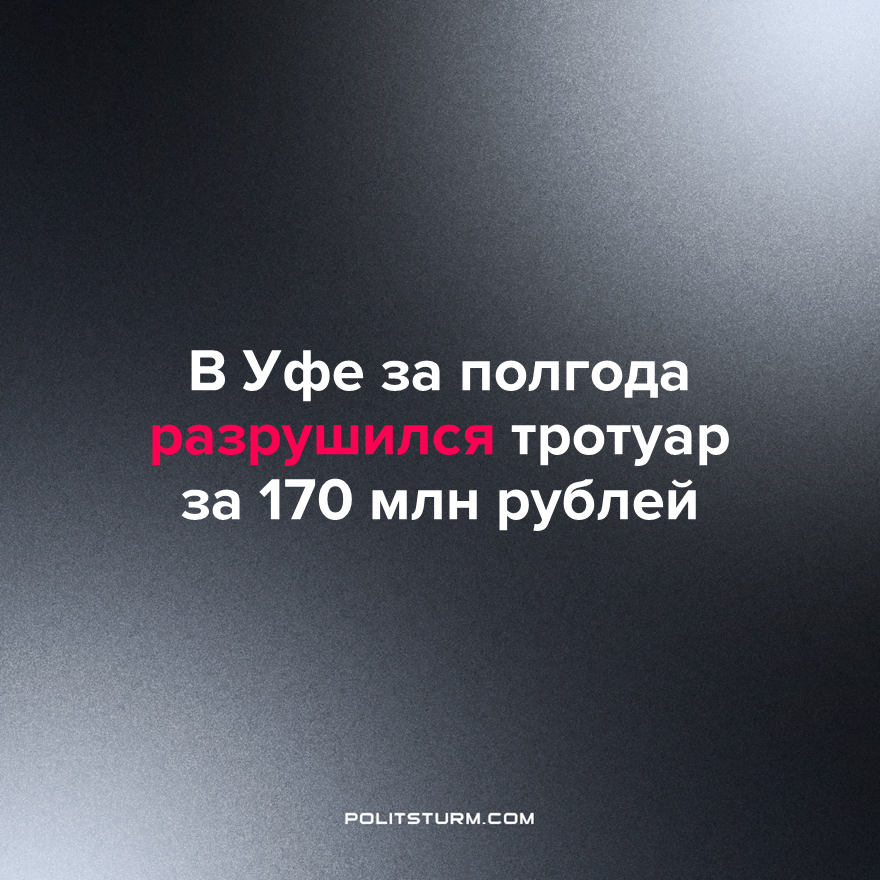 В Уфе за полгода
разрушился тротуар
за 170 млн рублей
POLITSTURM.COM